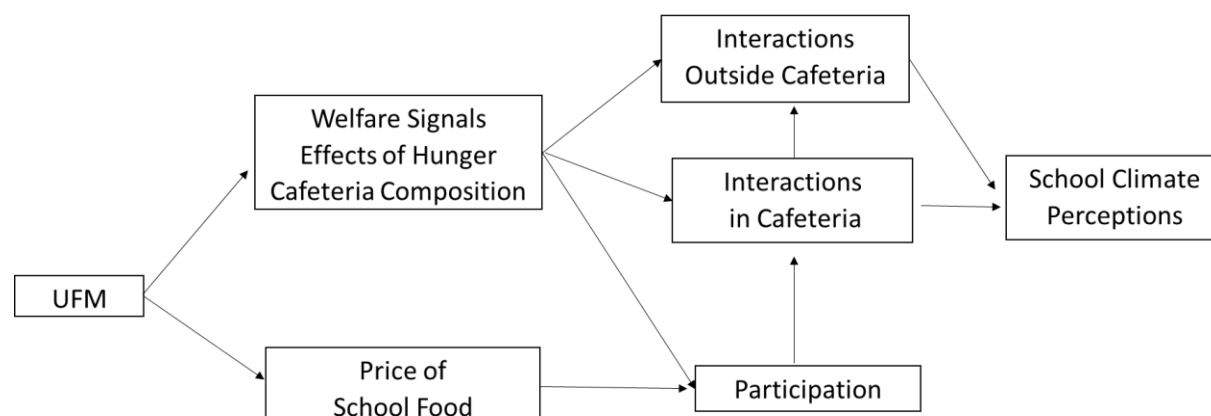 UFM
Welfare Signals
Effects of Hunger
Cafeteria Composition
Price of
School Food
Interactions
Outside Cafeteria
Interactions
in Cafeteria
Participation
School Climate
Perceptions